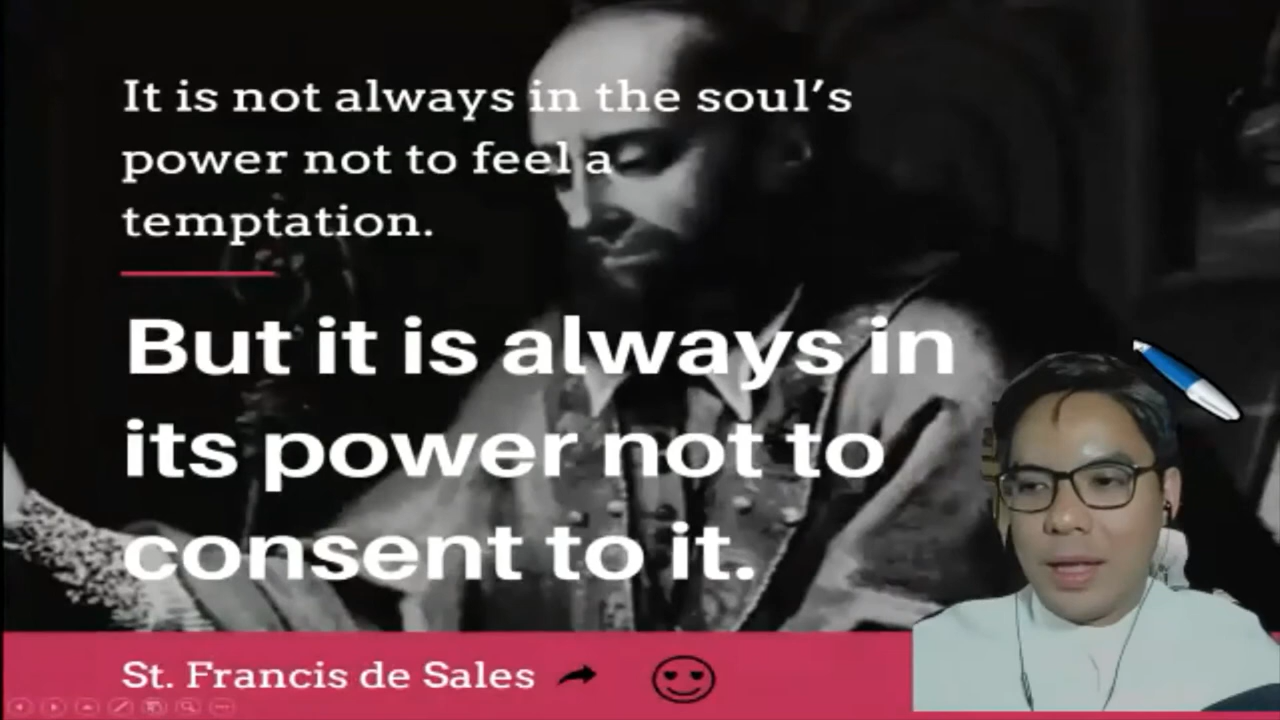 It is not always in the soul’s
power not to feel a
temptation.
But it is always in
its power not to
consent to it.
St. Francis de Sales